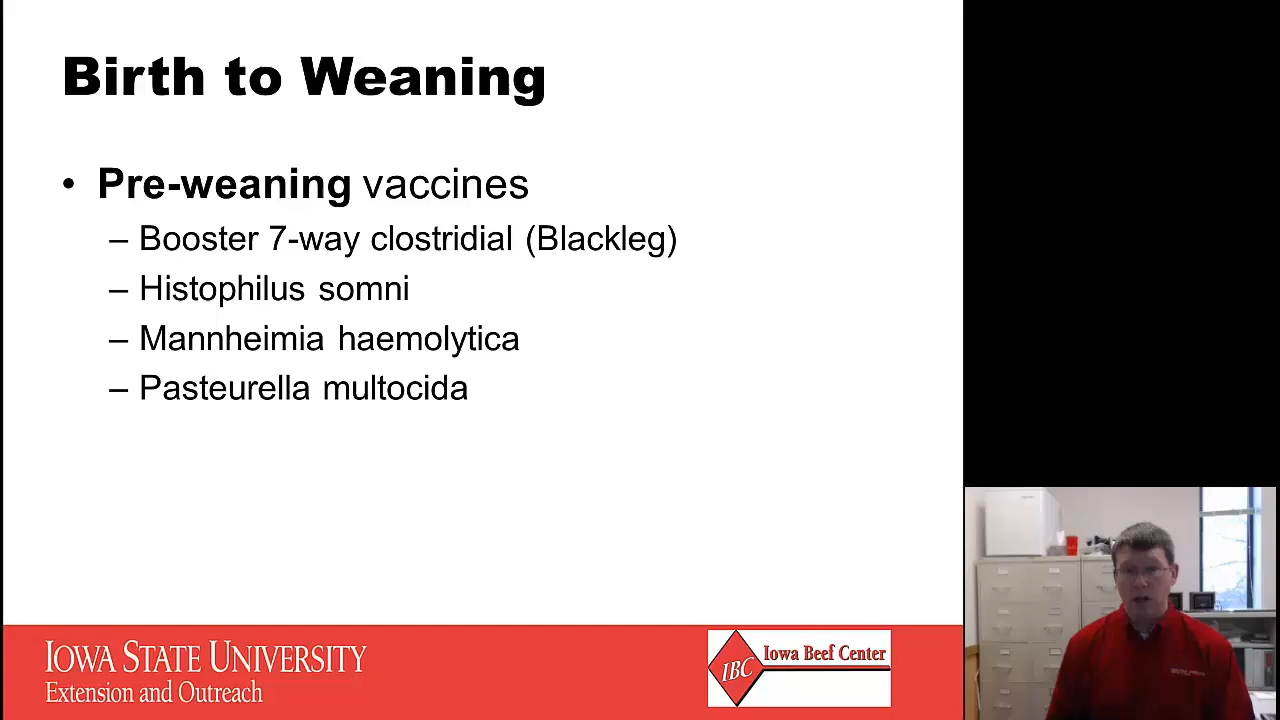 Birth to Weaning
• Pre-weaning vaccines
– Booster 7-way clostridial (Blackleg)
– Histophilus somni
– Mannheimia haemolytica
– Pasteurella multocida
IOWA STATE UNIVERSITY
Extension and Outreach
IBC
Iowa Beef Center